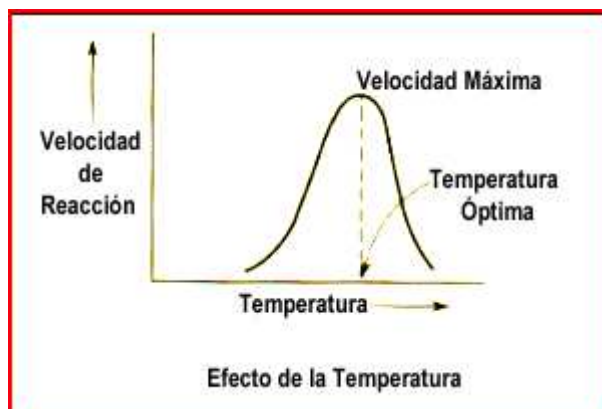 Velocidad Máxima
Velocidad
de
Reacción
Temperatura
Óptima
Temperatura
Efecto de la Temperatura